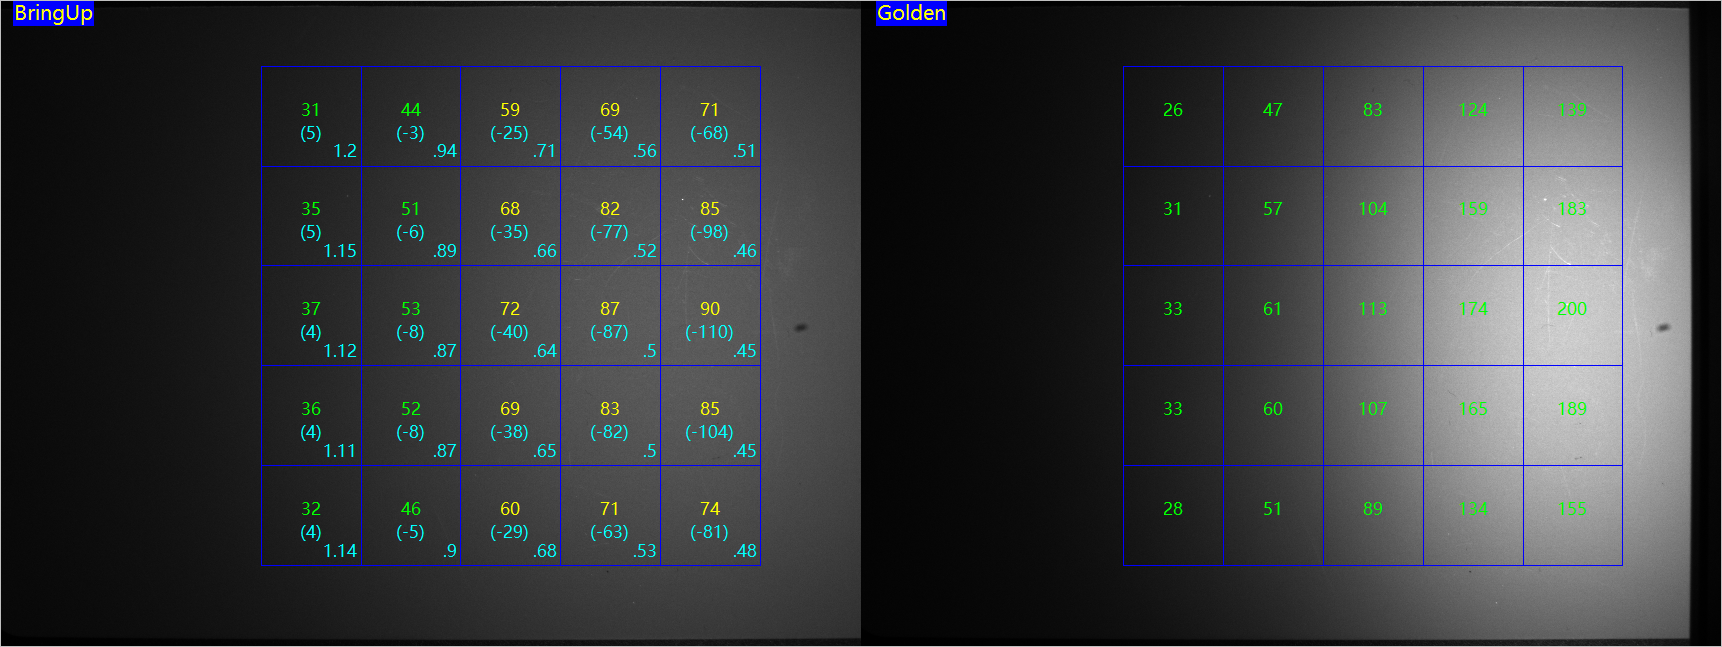 BringUp
Golden
31 44 59 69 71
(5) (-3) (-25) (-54) (-68)
1.2 .94 .71 .56 .51
35 51 68 82 85
(5) (-6) (-35) (-77) (-98)
1.15 .89 .66 .52 .46
37 53 72 87 90
(4) (-8) (-40) (-87) (-110)
1.12 .87 .64 .5 .45
36 52 69 83 85
(4) (-8) (-38) (-82) (-104)
1.11 .87 .65 .5 .45
32 46 60 71 74
(4) (-5) (-29) (-63) (-81)
1.14 .9 .68 .53 .48
26 47 83 124 139
31 57 104 159 183
33 61 113 174 200
33 60 107 165 189
28 51 89 134 155